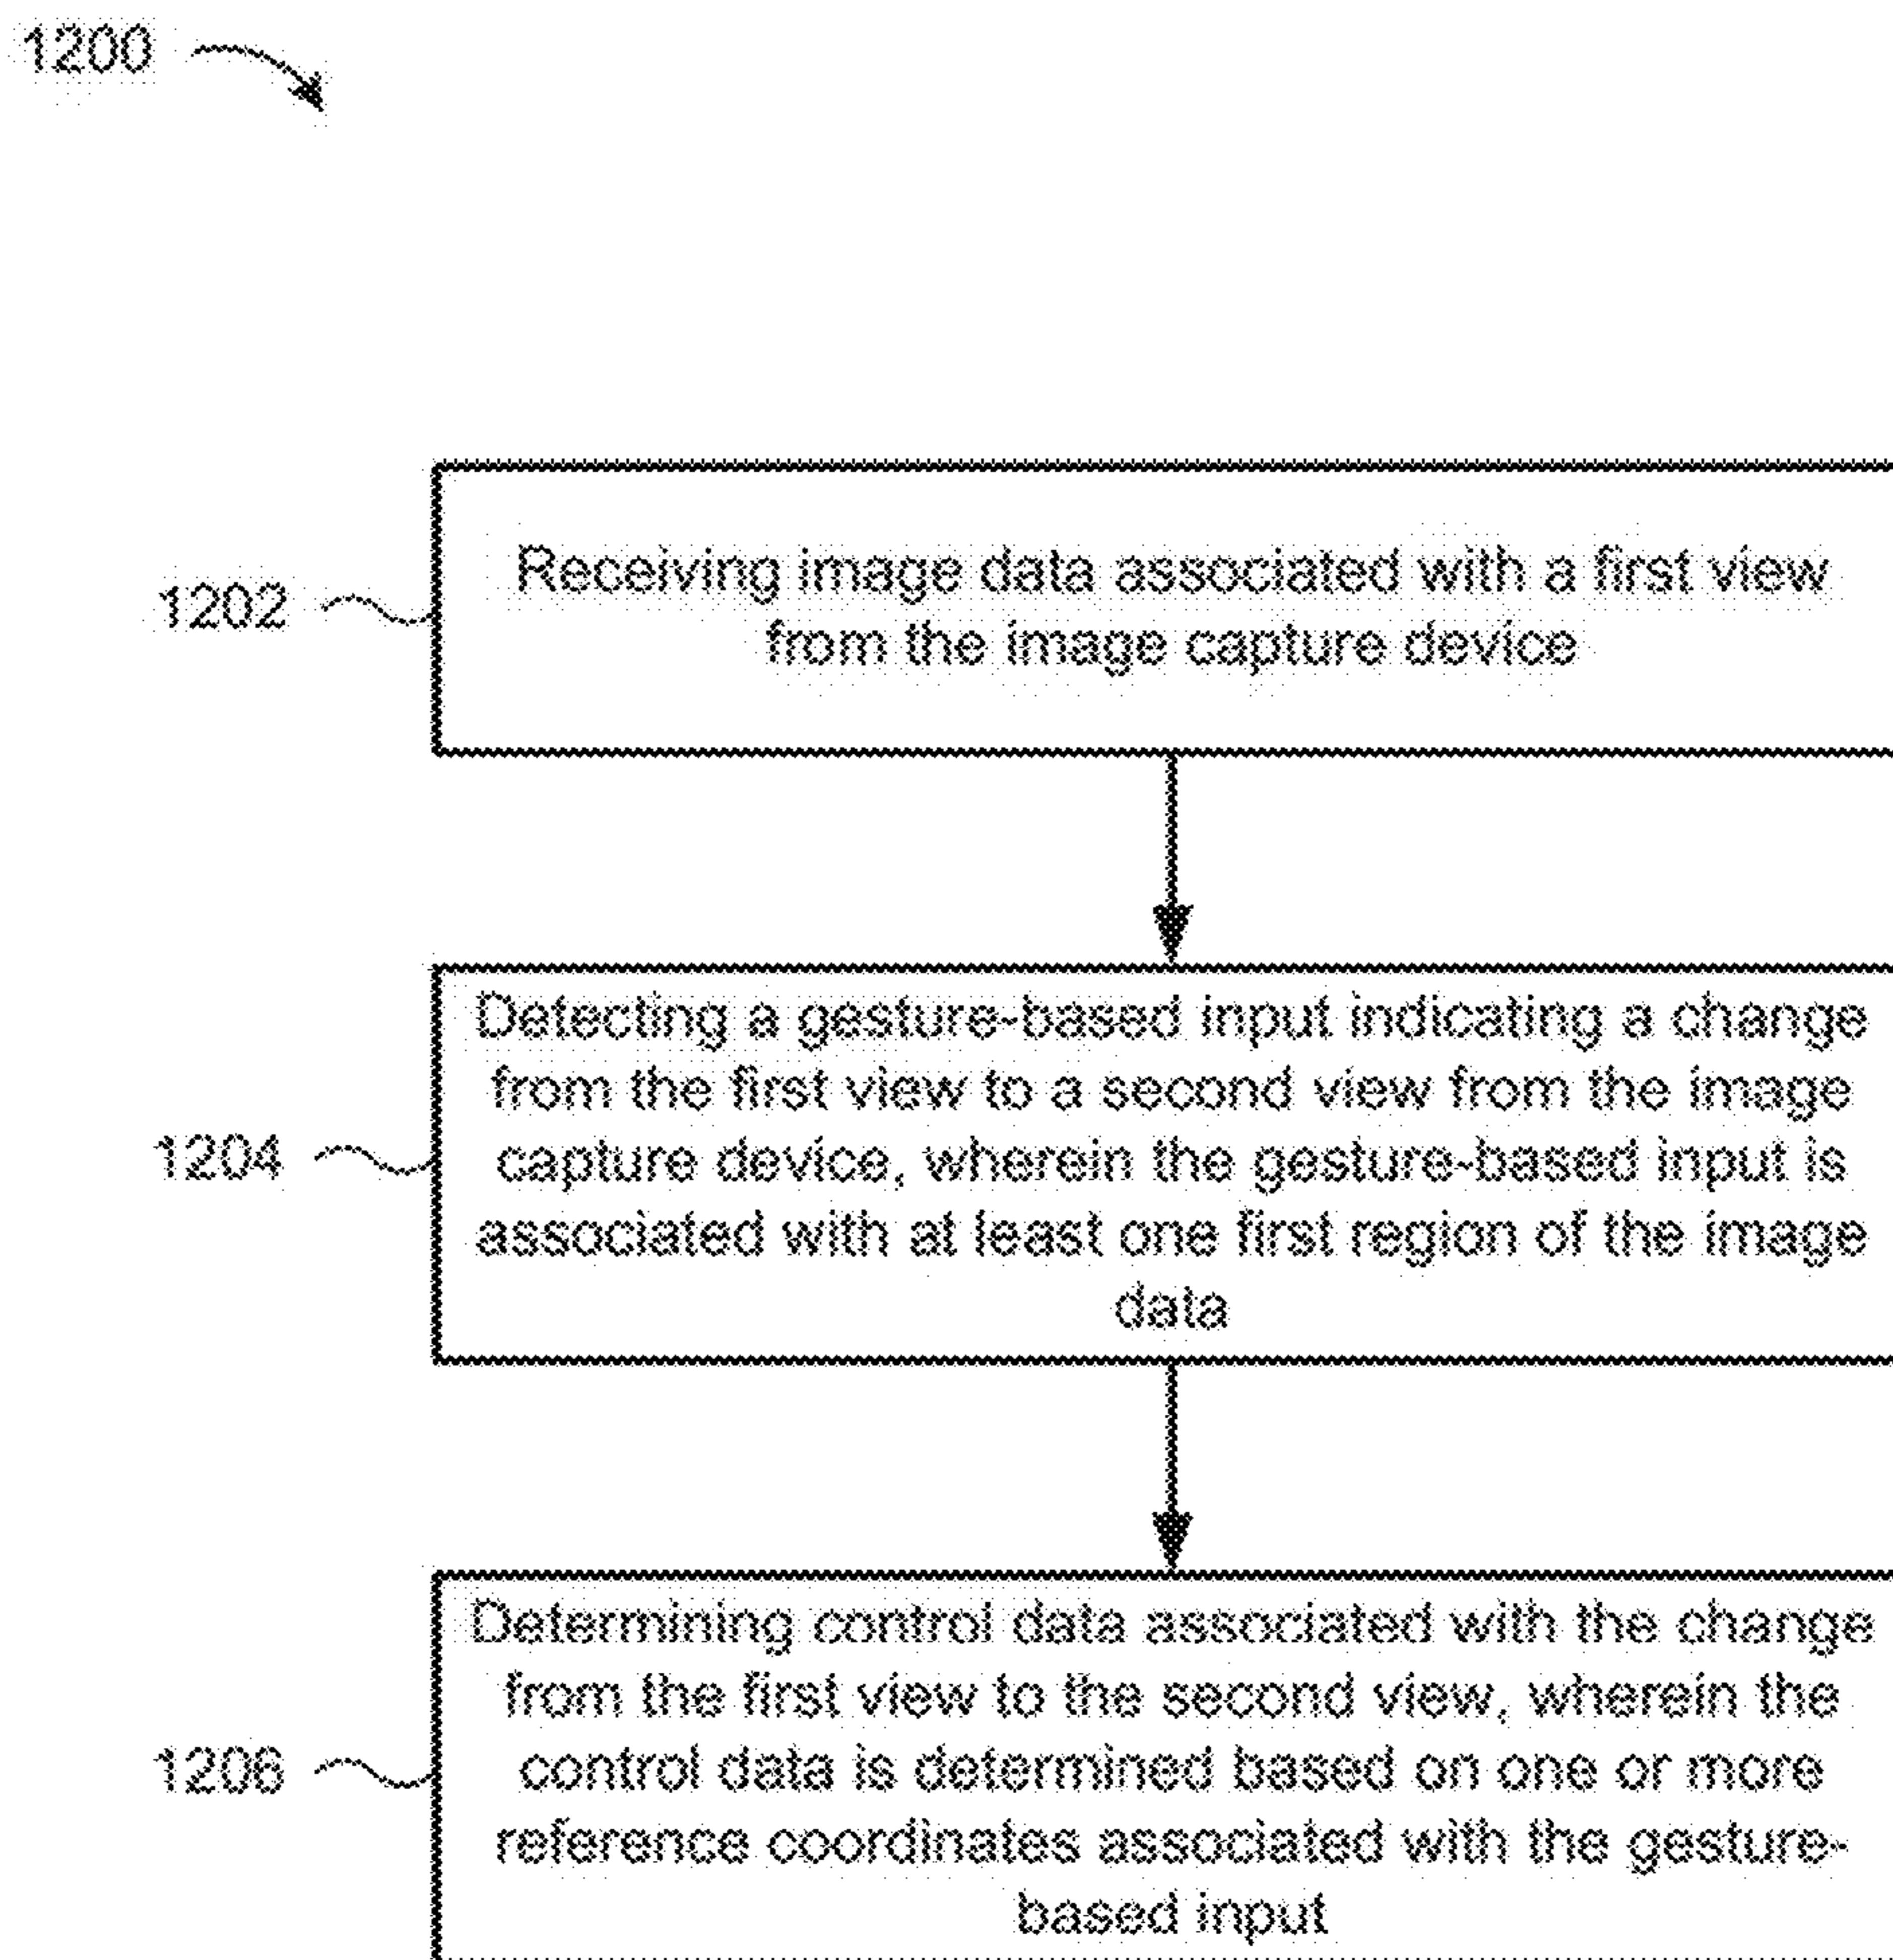 1200
Receiving image data associated with a first view
from the image capture device
1202
Detecting a gesture-based input indicating a change
from the first view to a second view from the image
capture device, wherein the gesture-based input is
associated with at least one first region of the image
data
1204
Determining control data associated with the change
from the first view to the second view, wherein the
control data is determined based on one or more
reference coordinates associated with the gesture-
based input
1206